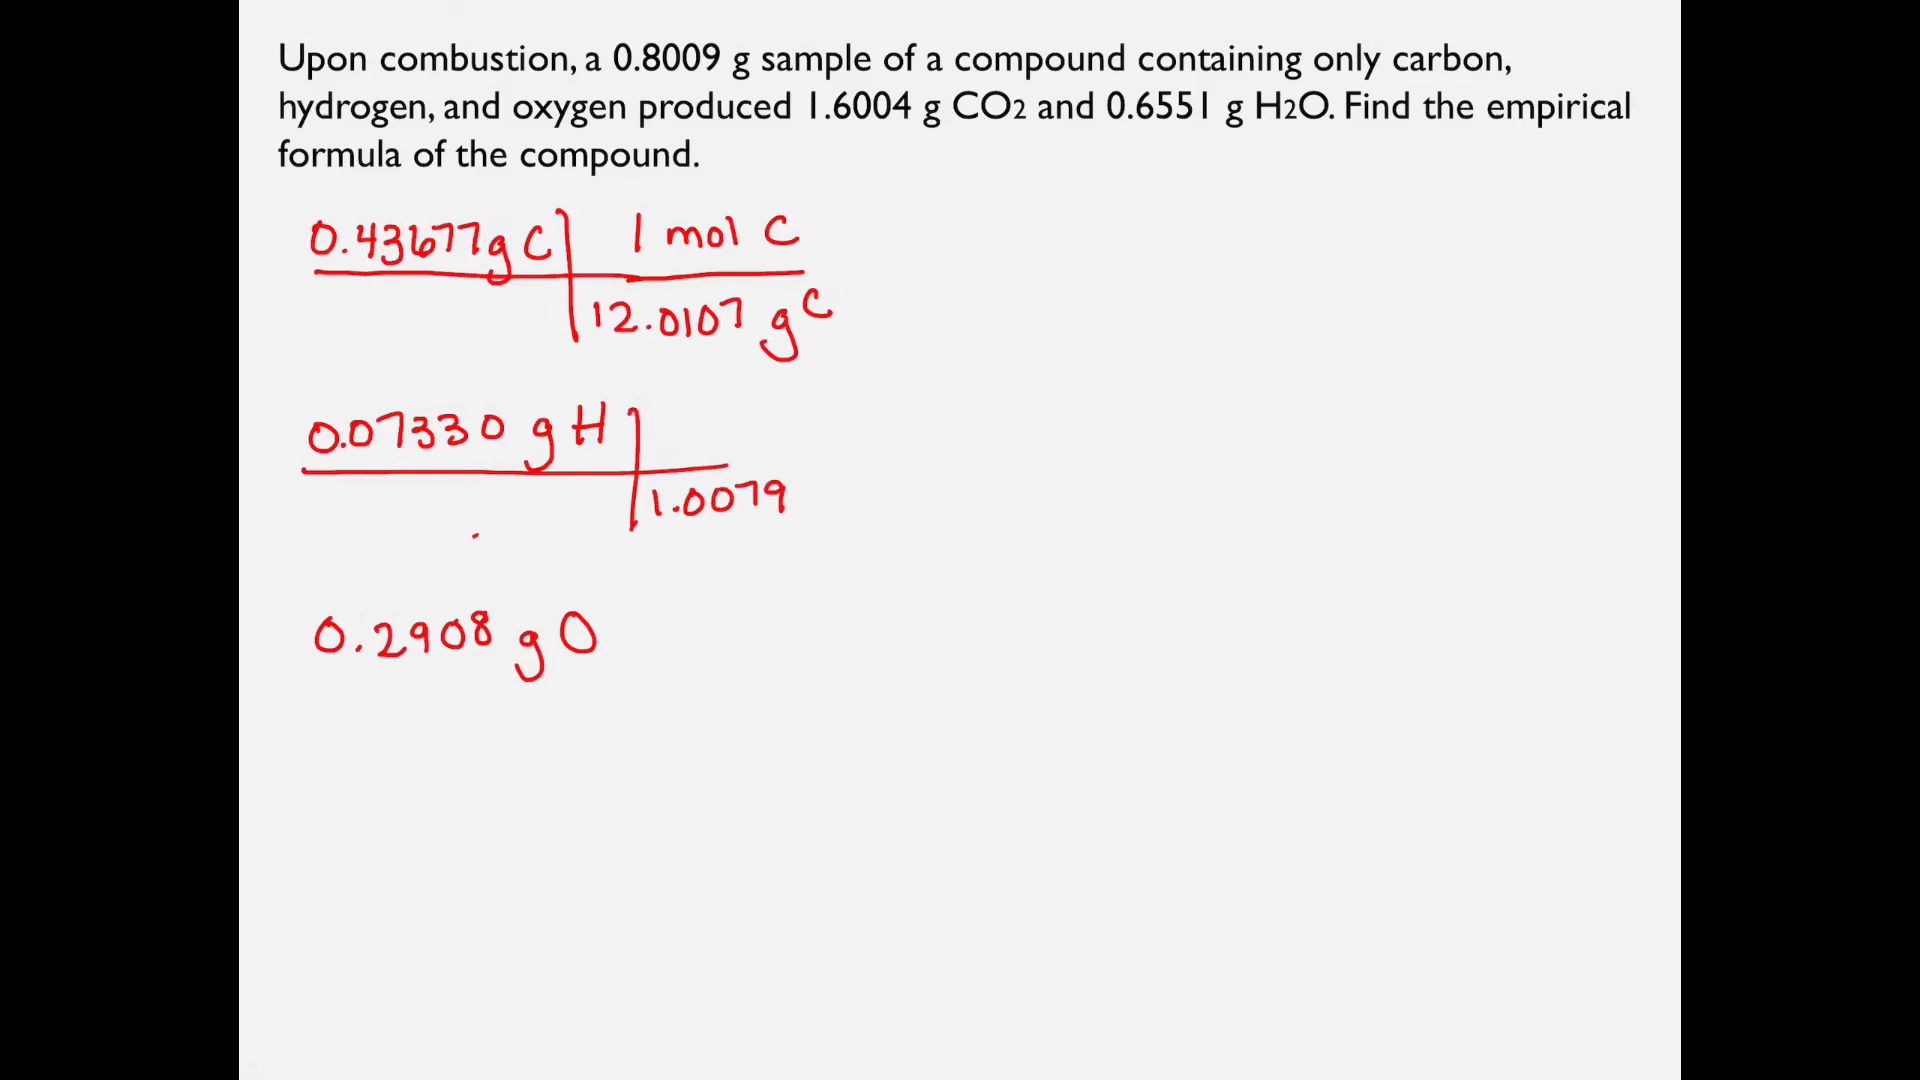 Upon combustion, a 0.8009 g sample of a compound containing only carbon,
hydrogen, and oxygen produced 1.6004 g CO2 and 0.6551 g H2O. Find the empirical
formula of the compound.
0.43677 g C 1 mol C
12.0107 g C
0.07330 g H
1.0079
0.2908 g O